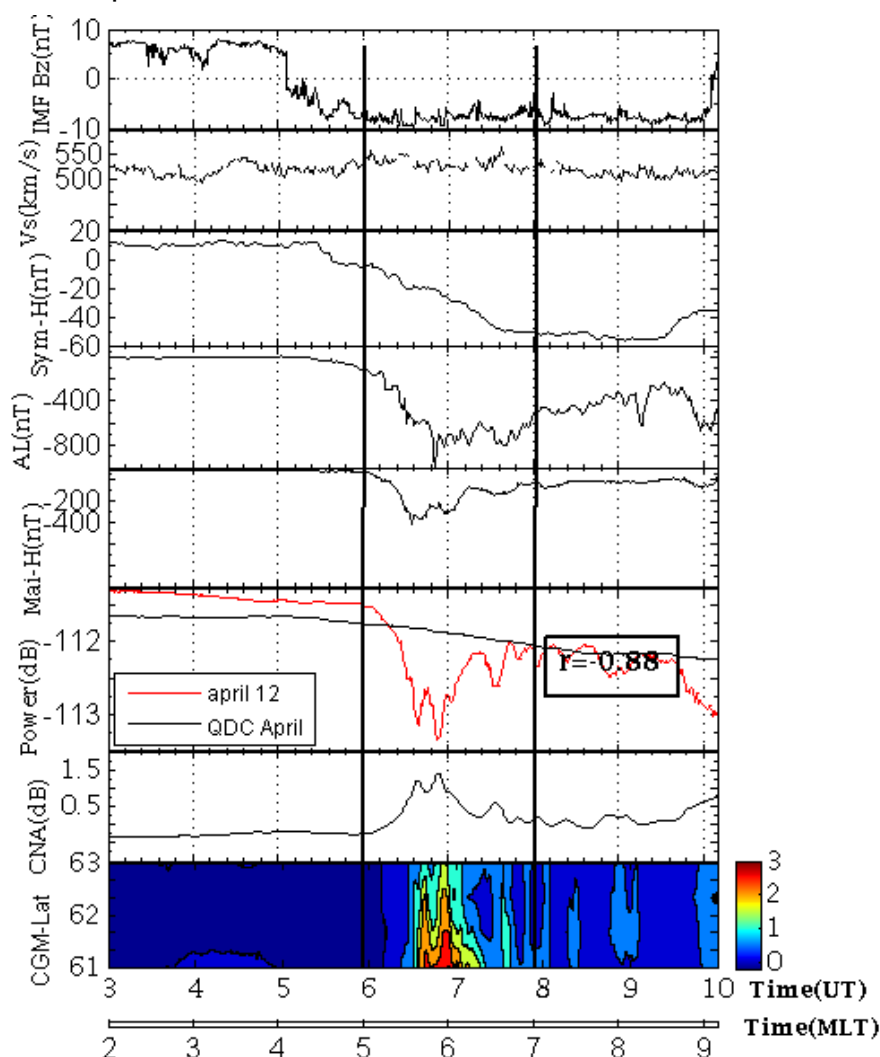 IMF Bz(nT)
10
0
-10
Vs(km/s)
550
500
20
Sym-H(nT)
0
-20
-40
-60
AL(nT)
-60
-400
-800
Mai-H(nT)
-200
-400
Power(dB)
-112
-113
april 12
QDC April
r=-0.88
CNA(dB)
1.5
0.5
CGM-Lat
63
62
61
3
2
1
0
3 4 5 6 7 8 9 10 Time(UT)
2 3 4 5 6 7 8 9 Time(MLT)